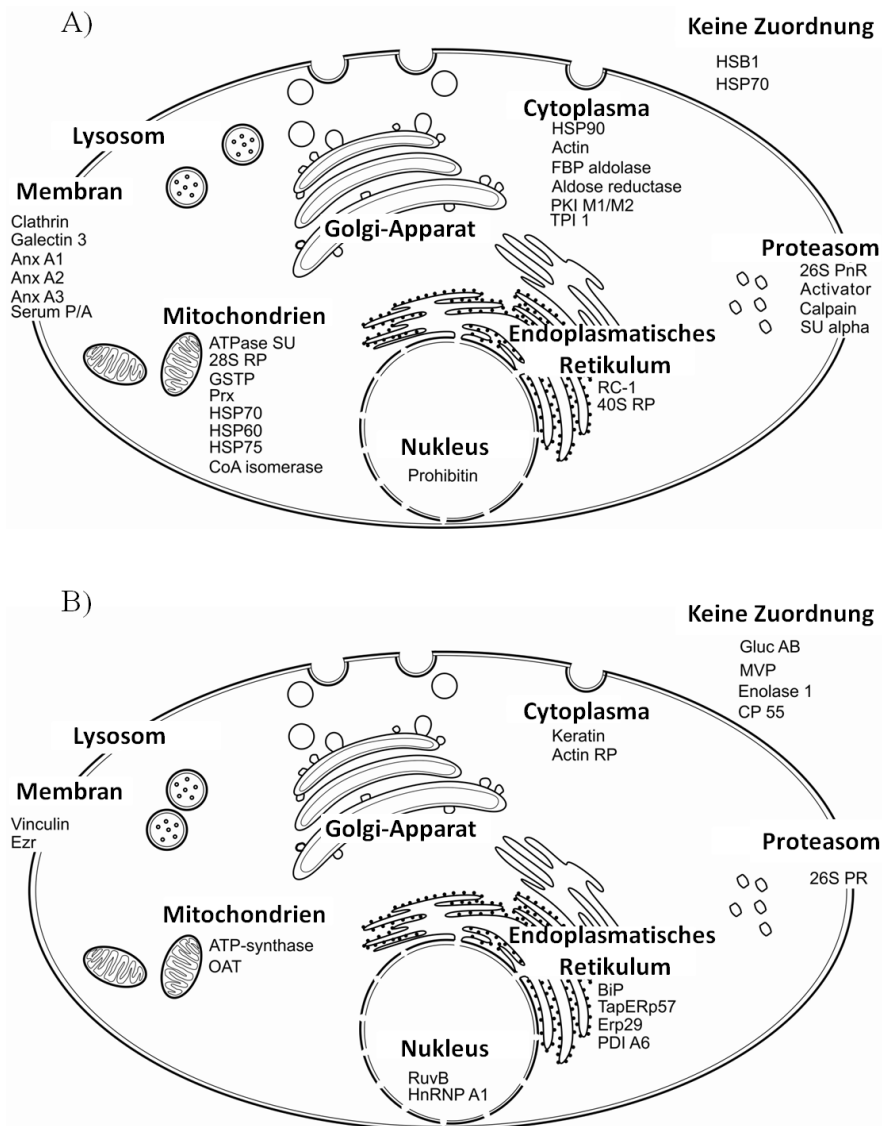 A)
Keine Zuordnung
HSB1
HSP70
Cytoplasma
HSP90
Actin
FBP aldolase
Aldose reductase
PKI M1/M2
TPI 1
Lysosom
Membran
Clathrin
Galectin 3
Anx A1
Anx A2
Anx A3
Serum P/A
Golgi-Apparat
Proteasom
26S PnR
Activator
Calpain
SU alpha
Mitochondrien
ATPase SU
28S RP
GSTP
Prx
HSP70
HSP60
HSP75
CoA isomerase
Endoplasmatisches
Retikulum
RC-1
40S RP
Nukleus
Prohibitin
B)
Keine Zuordnung
Gluc AB
MVP
Enolase 1
CP 55
Cytoplasma
Keratin
Actin RP
Lysosom
Membran
Vinculin
Ezr
Golgi-Apparat
Proteasom
26S PR
Mitochondrien
ATP-synthase
OAT
Endoplasmatisches
Retikulum
BiP
TapERp57
Erp29
PDI A6
Nukleus
RuvB
HnRNP A1